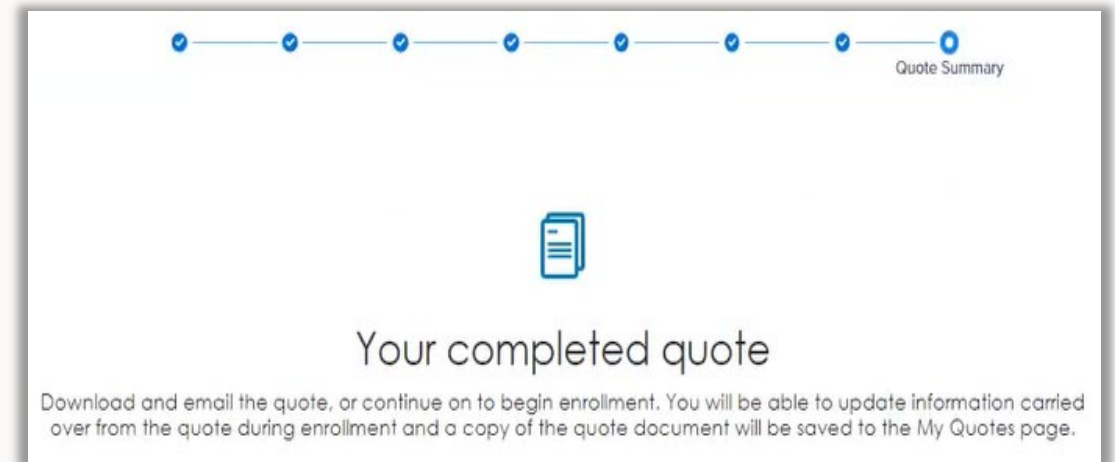 Quote Summary
Your completed quote
Download and email the quote, or continue on to begin enrollment. You will be able to update information carried
over from the quote during enrollment and a copy of the quote document will be saved to the My Quotes page.